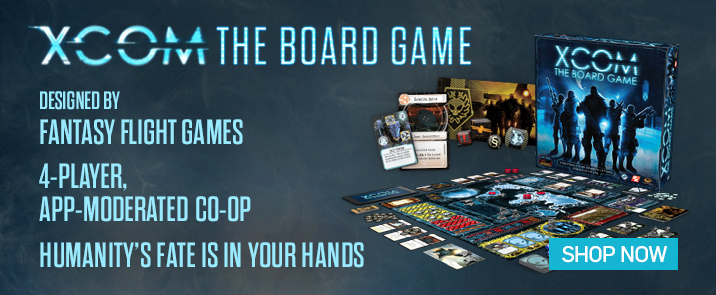 XCOM THE BOARD GAME
DESIGNED BY
FANTASY FLIGHT GAMES
4-PLAYER,
APP-MODERATED CO-OP
HUMANITY'S FATE IS IN YOUR HANDS
XCOM
THE BOARD GAME
SHOP NOW